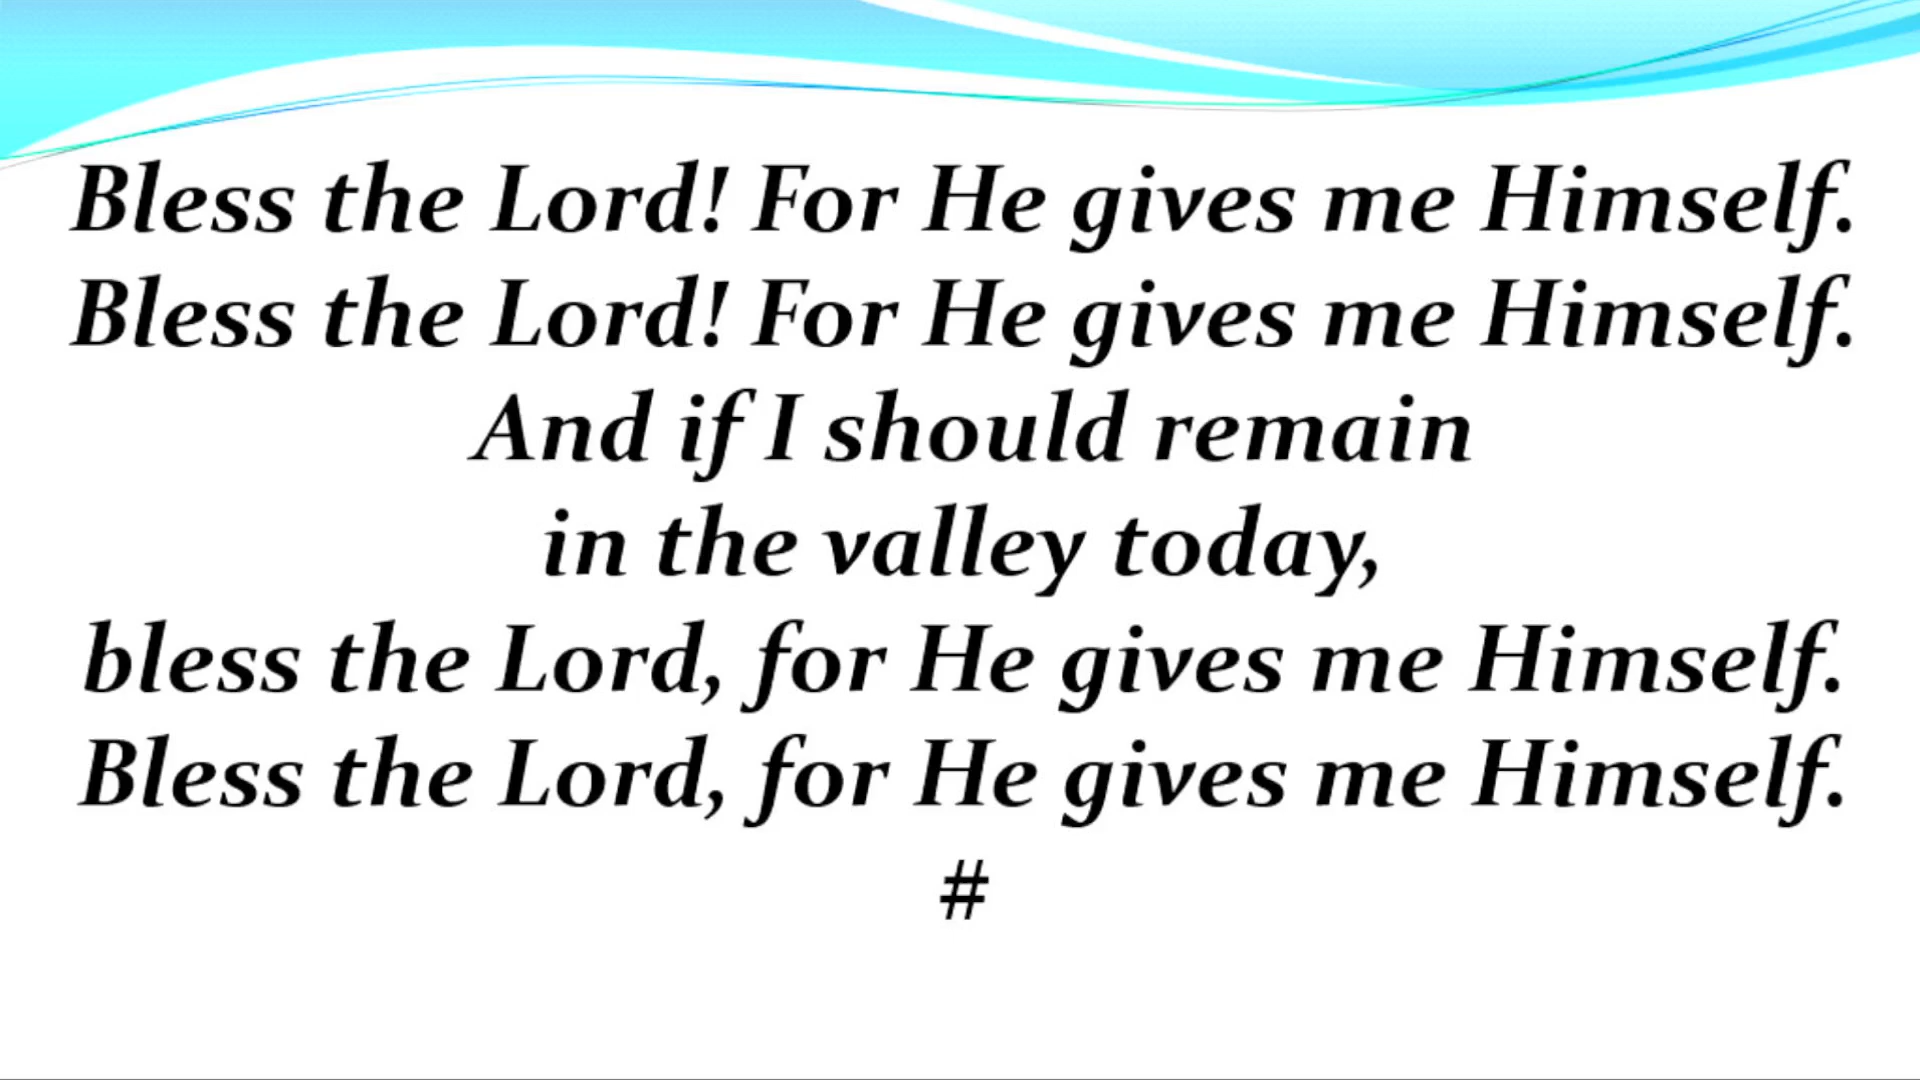 Bless the Lord! For He gives me Himself.
Bless the Lord! For He gives me Himself.
And if I should remain
in the valley today,
bless the Lord, for He gives me Himself.
Bless the Lord, for He gives me Himself.
#